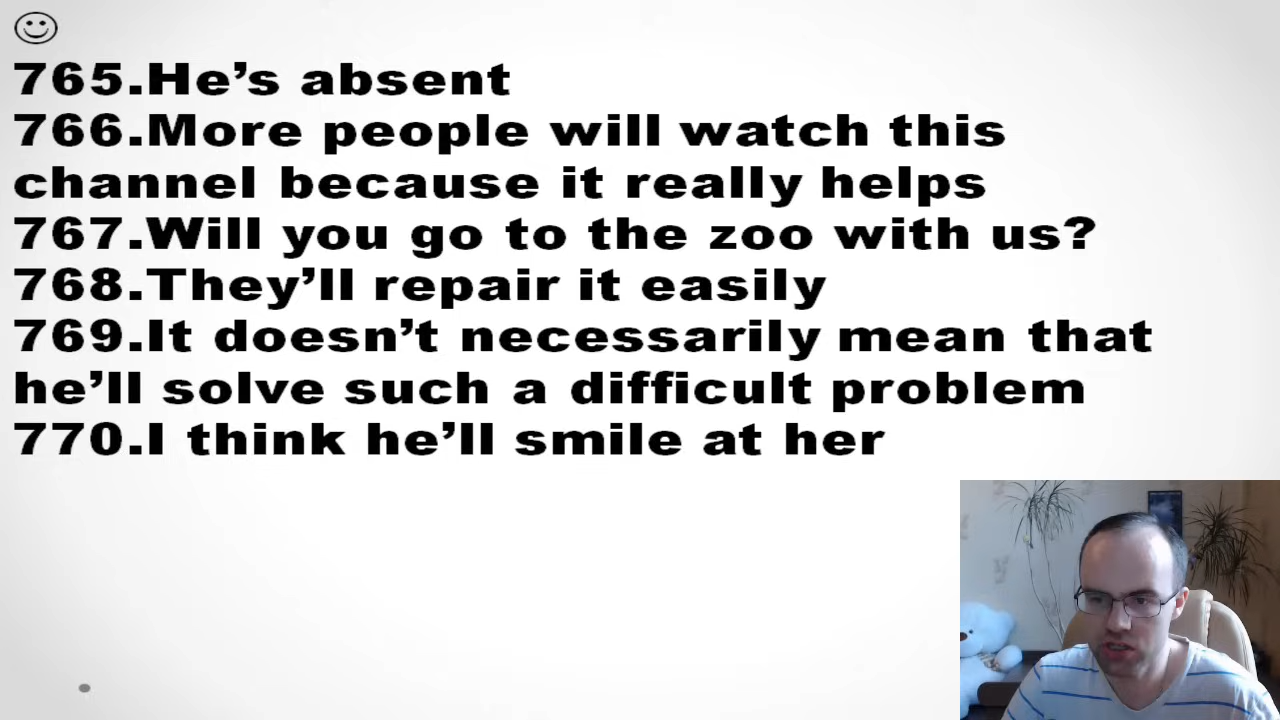 765.He’s absent
766.More people will watch this
channel because it really helps
767.Will you go to the zoo with us?
768.They’ll repair it easily
769.It doesn’t necessarily mean that
he’ll solve such a difficult problem
770.I think he’ll smile at her